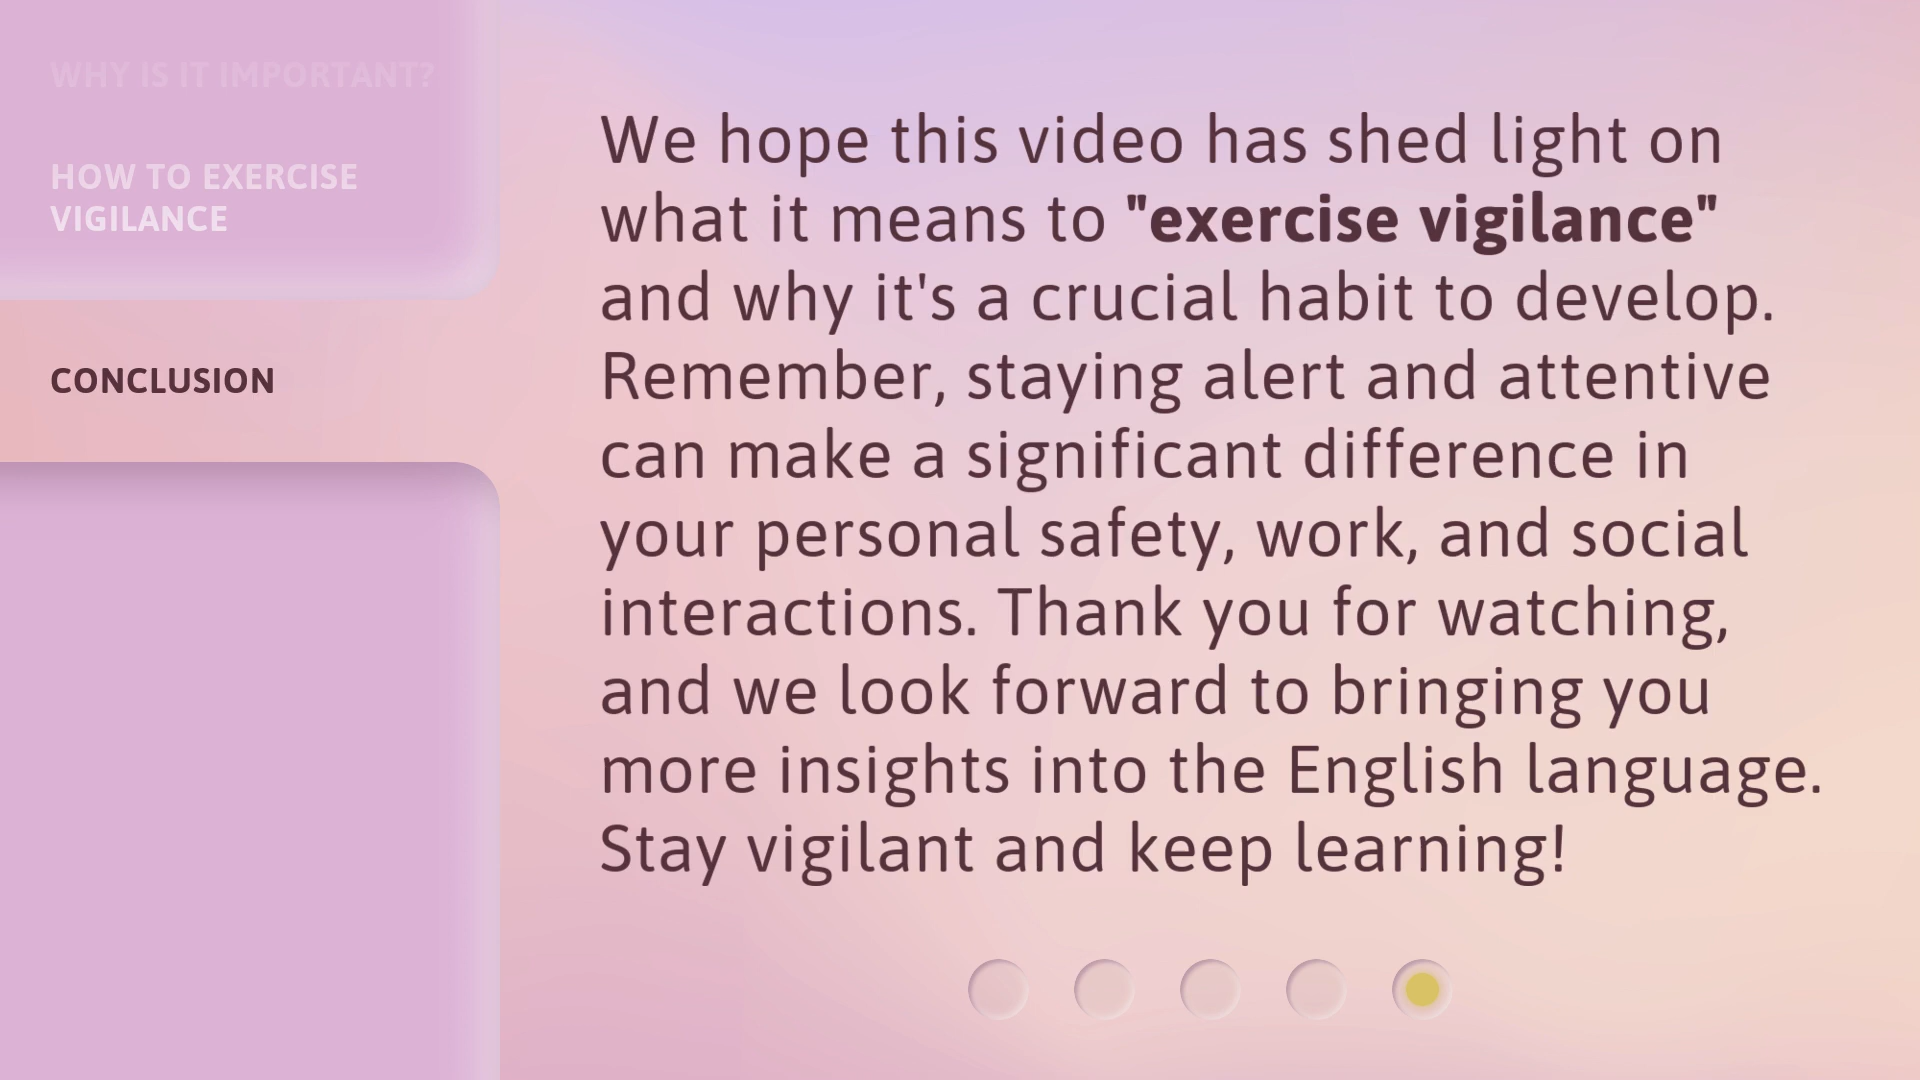 WHY IS IT IMPORTANT?
HOW TO EXERCISE
VIGILANCE
CONCLUSION
We hope this video has shed light on
what it means to "exercise vigilance"
and why it's a crucial habit to develop.
Remember, staying alert and attentive
can make a significant difference in
your personal safety, work, and social
interactions. Thank you for watching,
and we look forward to bringing you
more insights into the English language.
Stay vigilant and keep learning!